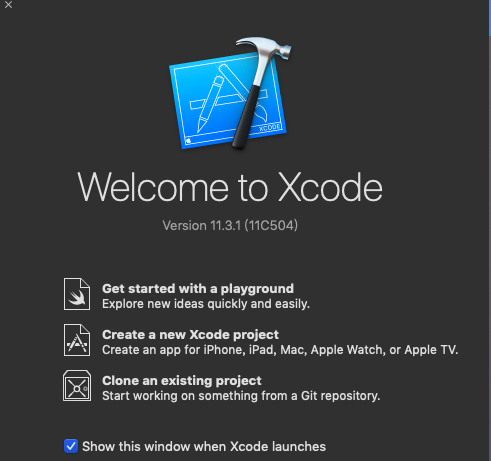 XCODE
Welcome to Xcode
Version 11.3.1 (11C504)
Get started with a playground
Explore new ideas quickly and easily.
Create a new Xcode project
Create an app for iPhone, iPad, Mac, Apple Watch, or Apple TV.
Clone an existing project
Start working on something from a Git repository.
Show this window when Xcode launches